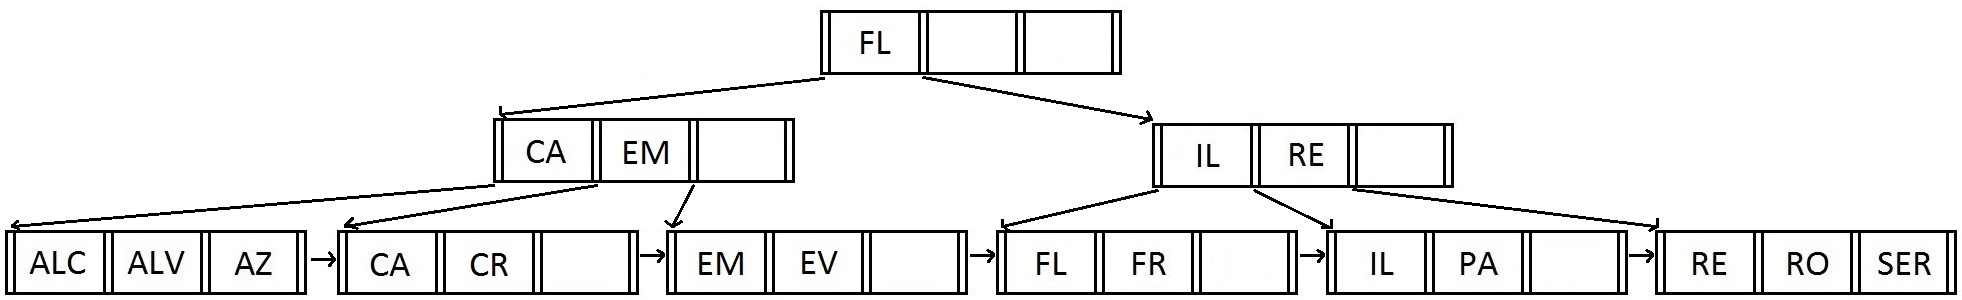 FL
CA EM
IL RE
ALC ALV AZ
CA CR
EM EV
FL FR
IL PA
RE RO SER